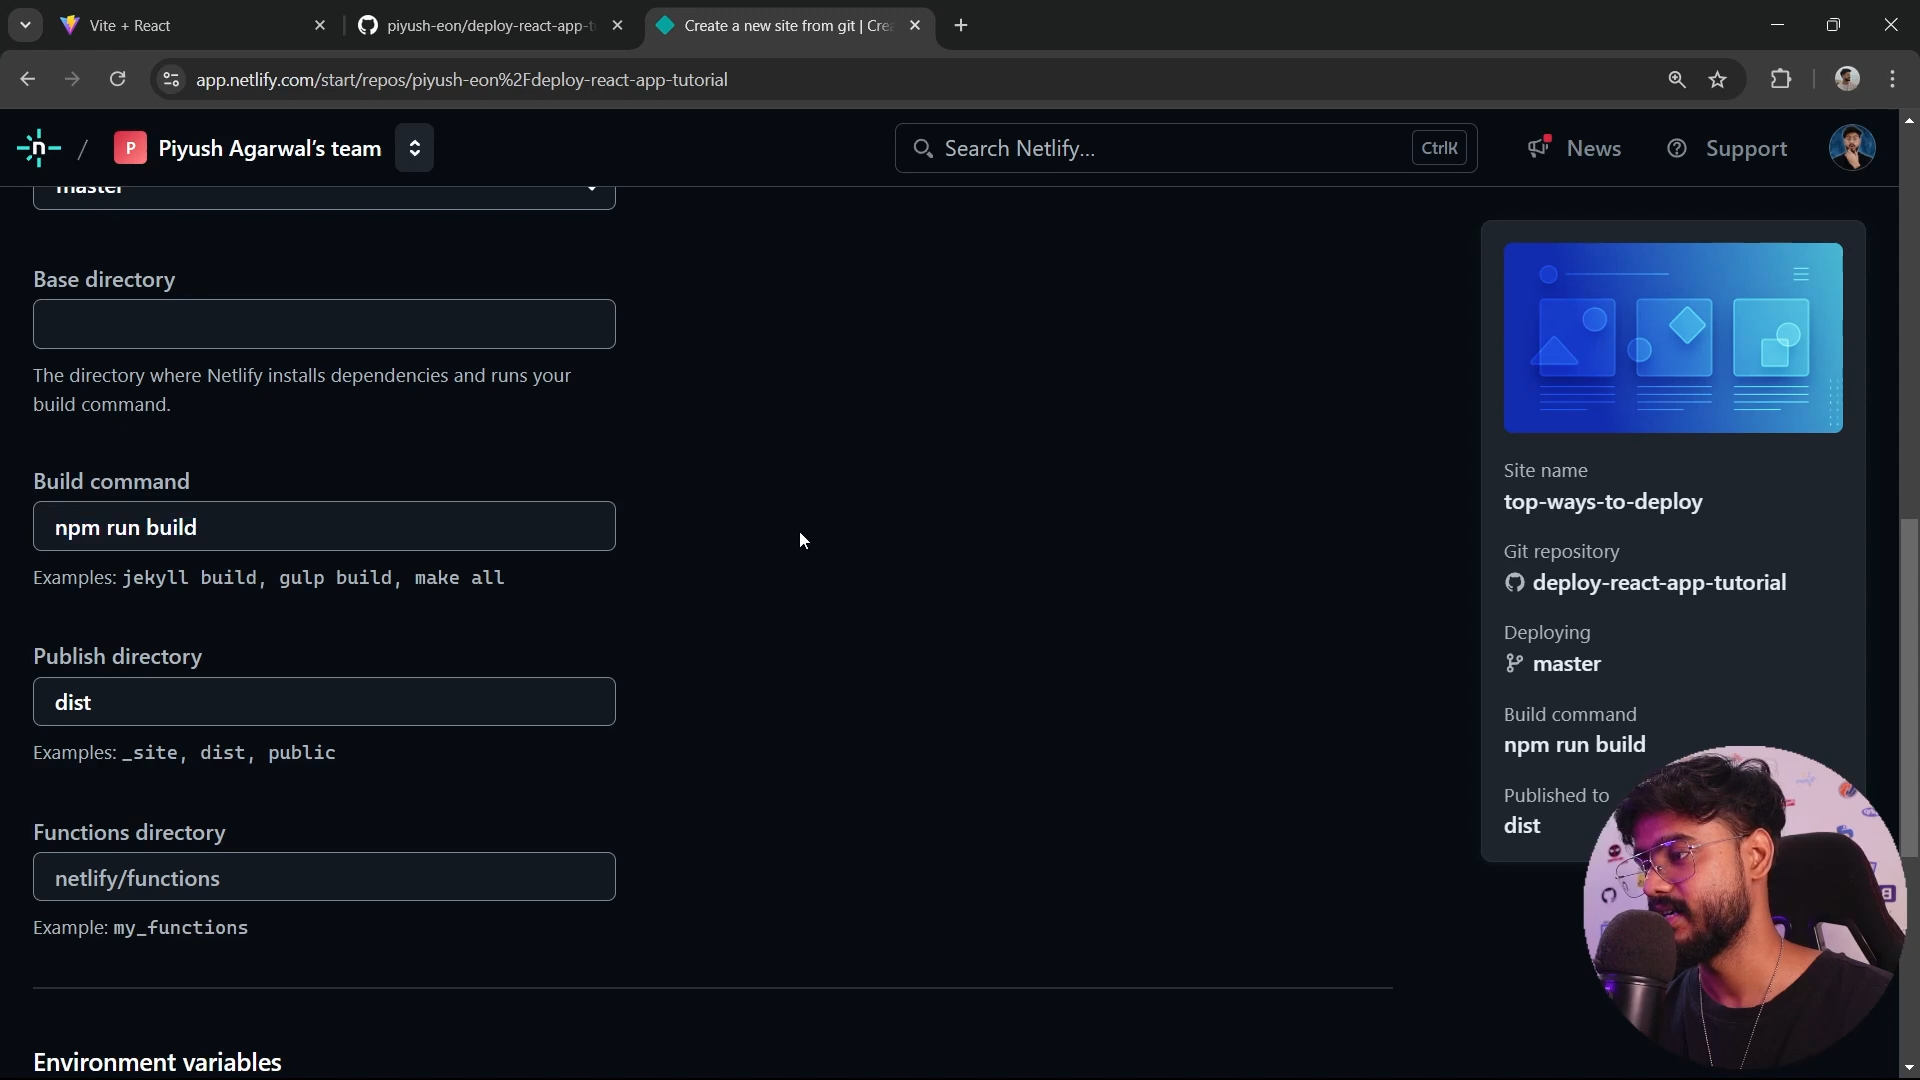 Vite + React
piyush-eon/deploy-react-app-t
Create a new site from git | Cre
app.netlify.com/start/repos/piyush-eon%2Fdeploy-react-app-tutorial
n / P Piyush Agarwal's team
Search Netlify...
CtrlK
News
Support
master
Base directory
The directory where Netlify installs dependencies and runs your
build command.
Build command
npm run build
Examples: jekyll build, gulp build, make all
Publish directory
dist
Examples: _site, dist, public
Functions directory
netlify/functions
Example: my_functions
Environment variables
Site name
top-ways-to-deploy
Git repository
deploy-react-app-tutorial
Deploying
master
Build command
npm run build
Published to
dist